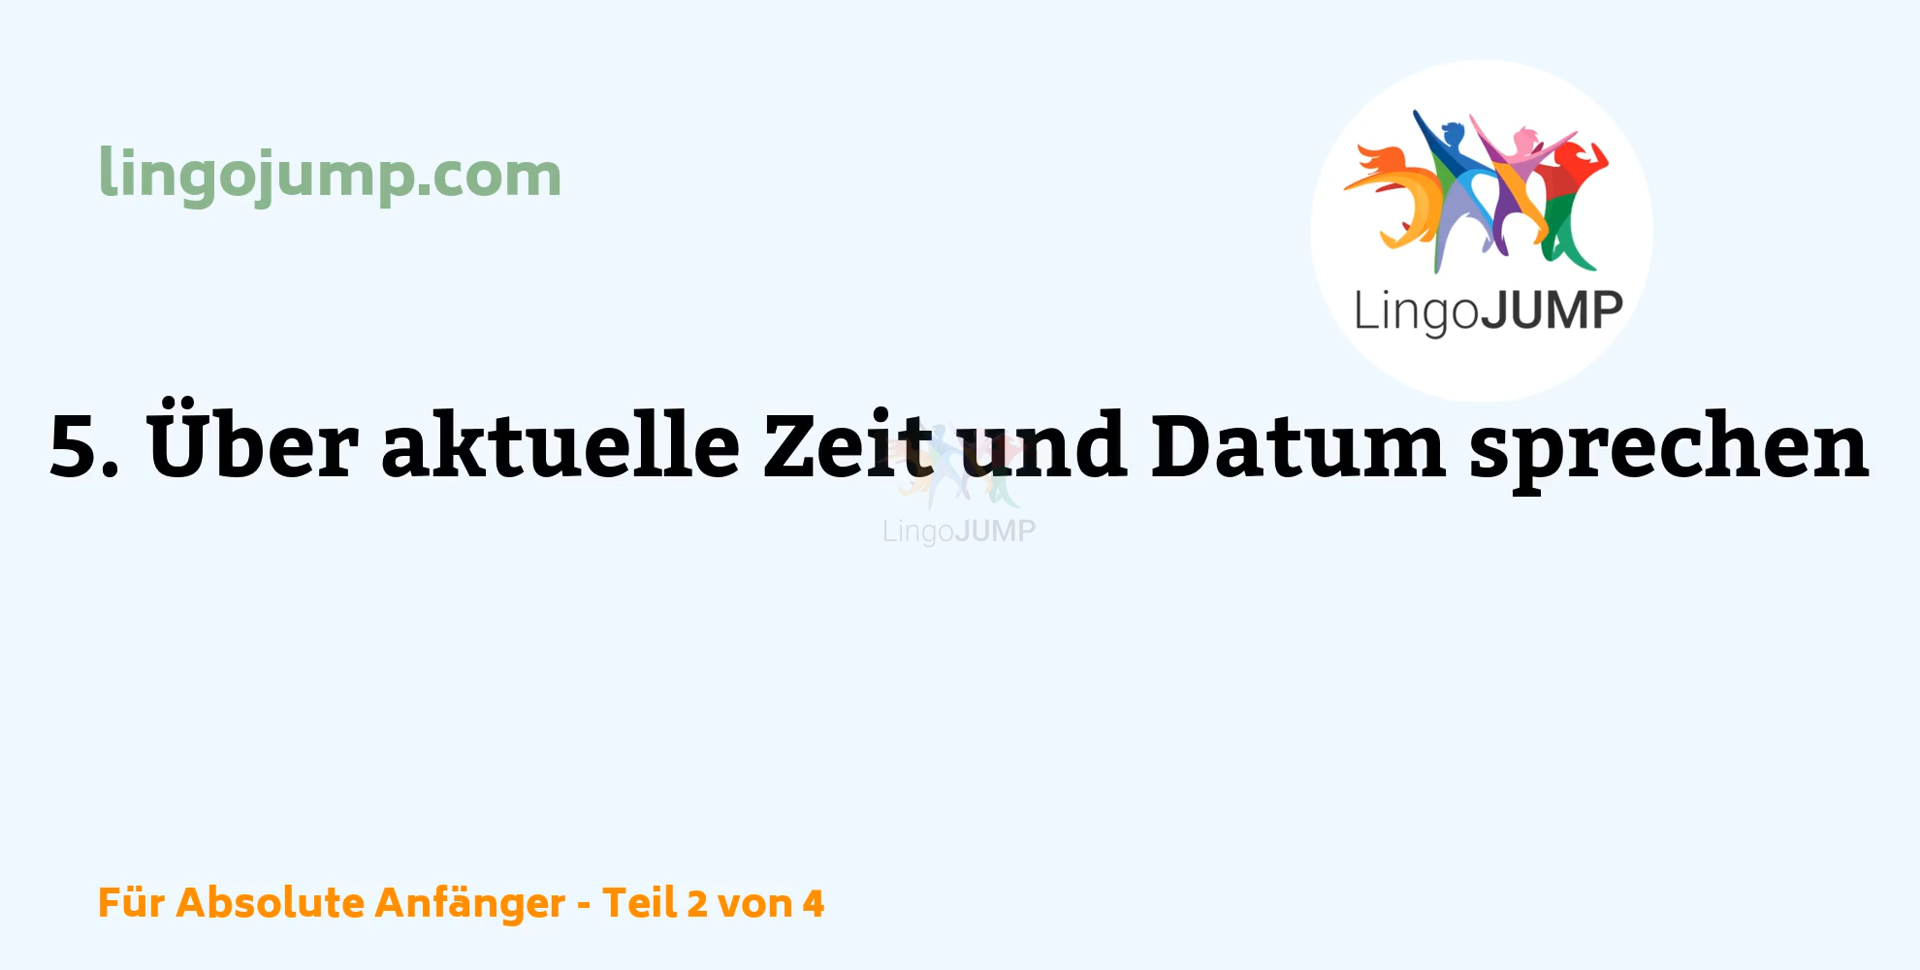 lingojump.com
LingoJUMP
5. Über aktuelle Zeit und Datum sprechen
LingoJUMP
Für Absolute Anfänger - Teil 2 von 4